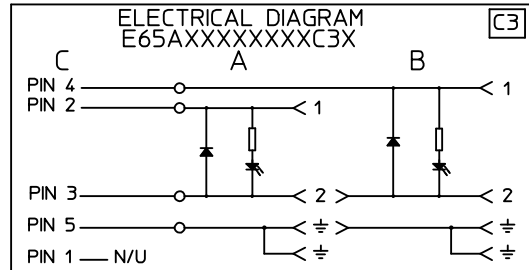 ELECTRICAL DIAGRAM
C3
E65AXXXXXXXXC3X
C A B
PIN 4 1
PIN 2 1
PIN 3 2 2
PIN 5
PIN 1 N/U